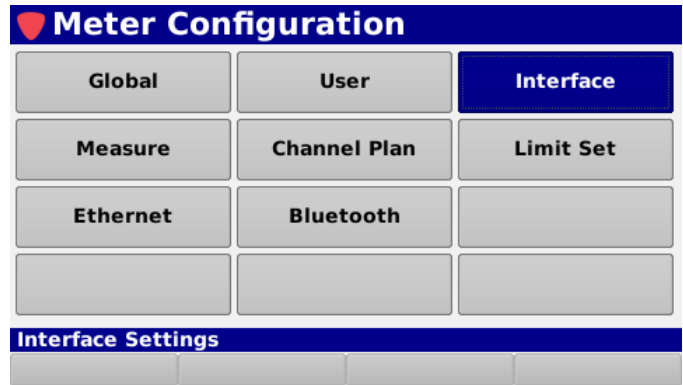 Meter Configuration
Global User Interface
Measure Channel Plan Limit Set
Ethernet Bluetooth
Interface Settings